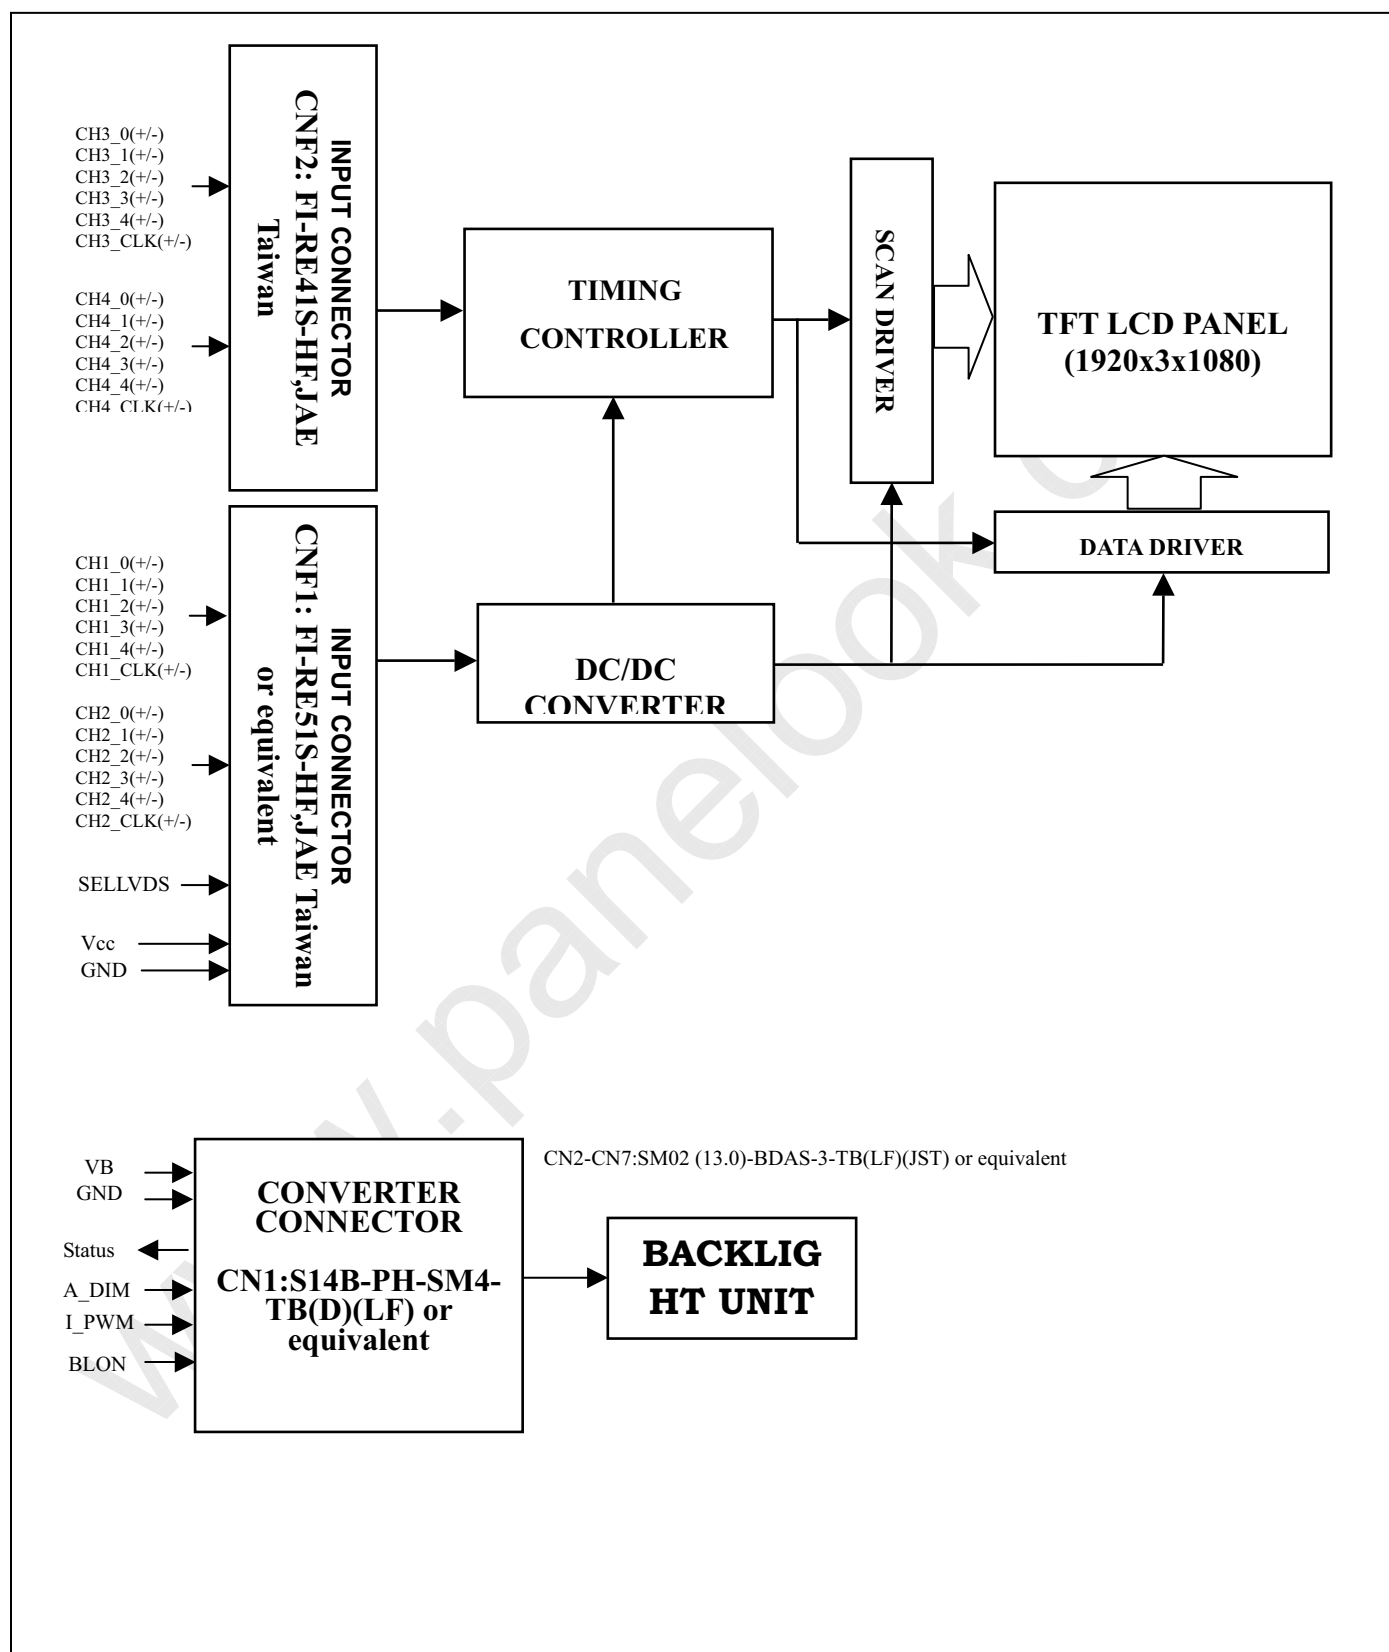 CH3_0(+/-)
CH3_1(+/-)
CH3_2(+/-)
CH3_3(+/-)
CH3_4(+/-)
CH3_CLK(+/-)
CH4_0(+/-)
CH4_1(+/-)
CH4_2(+/-)
CH4_3(+/-)
CH4_4(+/-)
CH4_CLK(+/-)
INPUT CONNECTOR
CNF2: FI-RE41S-HF,JAE
Taiwan
TIMING
CONTROLLER
SCAN DRIVER
TFT LCD PANEL
(1920x3x1080)
DATA DRIVER
CH1_0(+/-)
CH1_1(+/-)
CH1_2(+/-)
CH1_3(+/-)
CH1_4(+/-)
CH1_CLK(+/-)
CH2_0(+/-)
CH2_1(+/-)
CH2_2(+/-)
CH2_3(+/-)
CH2_4(+/-)
CH2_CLK(+/-)
SELLVDS
Vcc
GND
INPUT CONNECTOR
CNF1: FI-RE51S-HF,JAE Taiwan
or equivalent
DC/DC
CONVERTER
VB
GND
Status
A_DIM
I_PWM
BLON
CONVERTER
CONNECTOR
CN1:S14B-PH-SM4-
TB(D)(LF) or
equivalent
CN2-CN7:SM02 (13.0)-BDAS-3-TB(LF)(JST) or equivalent
BACKLIG
HT UNIT